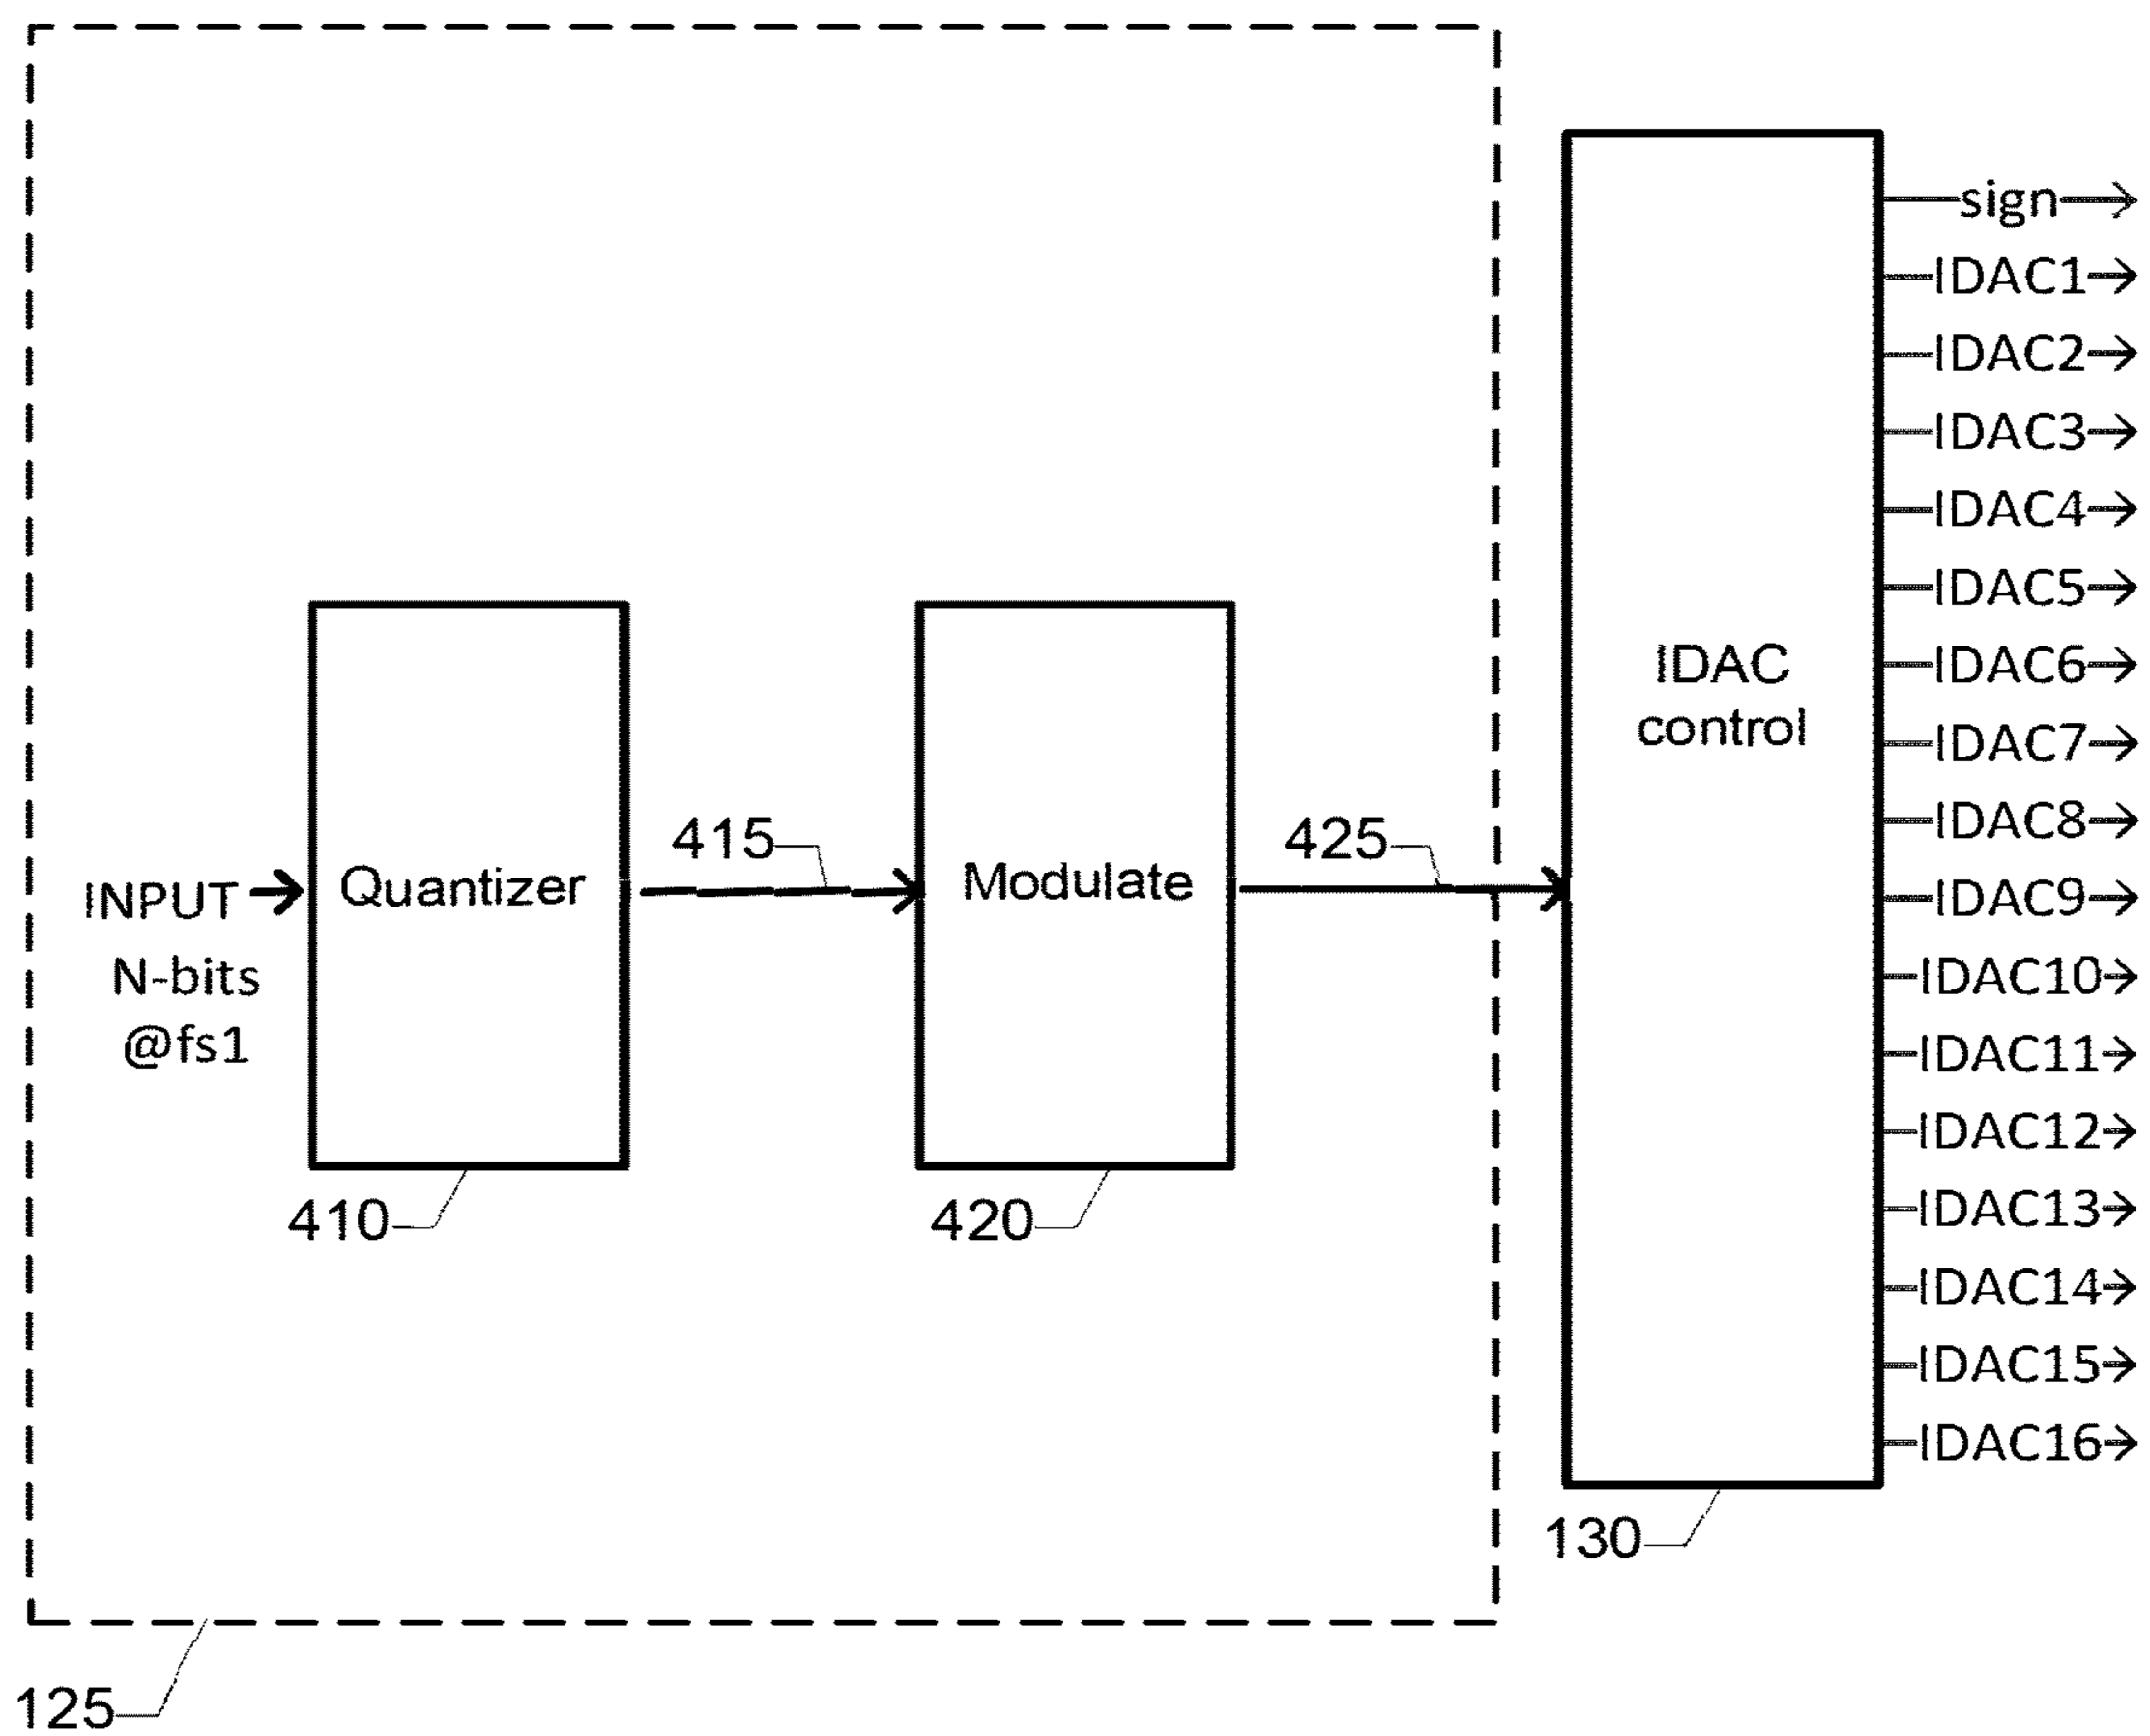 sign
IDAC1
IDAC2
IDAC3
IDAC4
IDAC5
IDAC6
IDAC7
IDAC8
IDAC9
IDAC10
IDAC11
IDAC12
IDAC13
IDAC14
IDAC15
IDAC16
IDAC
control
415
425
INPUT
N-bits
@fs1
Quantizer
Modulate
410
420
130
125